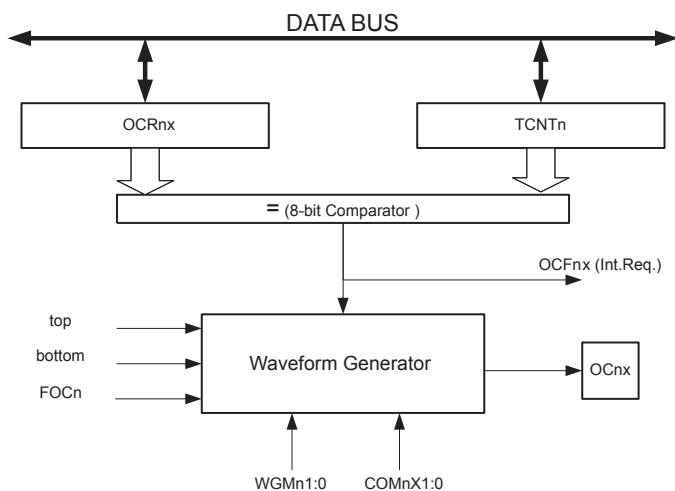 DATA BUS
OCRnx
TCNTn
= (8-bit Comparator )
OCFnx (Int.Req.)
top
bottom
FOCn
Waveform Generator
OCnx
WGMn1:0
COMnX1:0